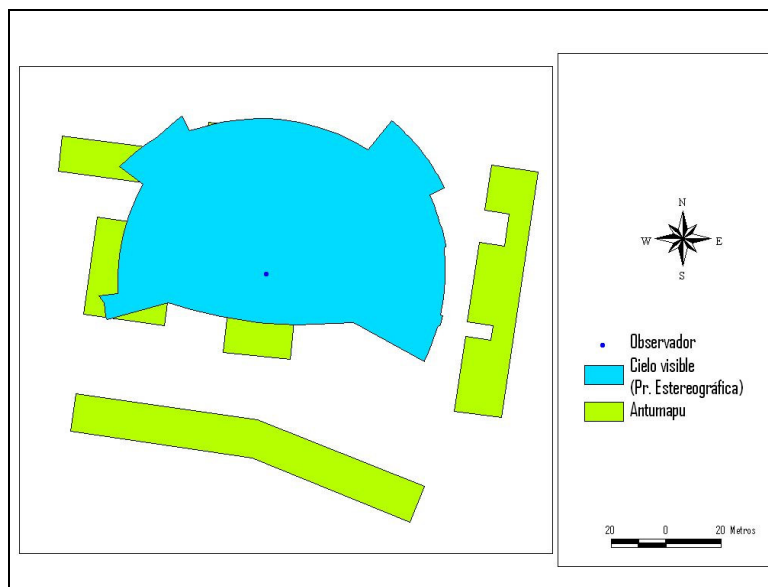 N
W E
S
Observador
Cielo visible
(Pr. Estereográfica)
Antumapu
20 0 20 Metros